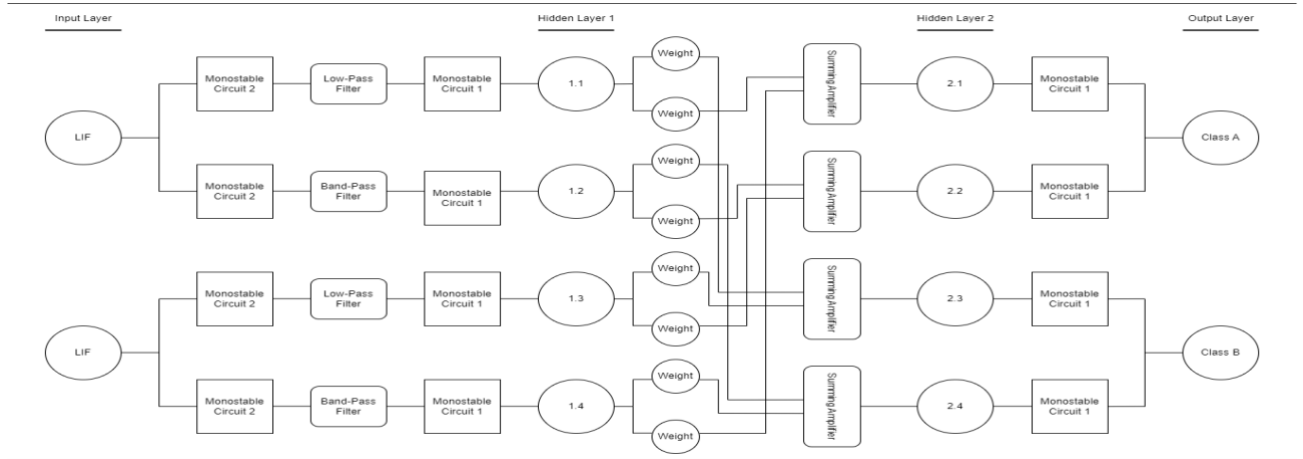 Input Layer
Hidden Layer 1
Hidden Layer 2
Output Layer
LIF
Monostable
Circuit 2
Low-Pass
Filter
Monostable
Circuit 1
1.1
Weight
Weight
Summing Amplifier
2.1
Monostable
Circuit 1
Class A
Monostable
Circuit 2
Band-Pass
Filter
Monostable
Circuit 1
1.2
Weight
Weight
Summing Amplifier
2.2
Monostable
Circuit 1
LIF
Monostable
Circuit 2
Low-Pass
Filter
Monostable
Circuit 1
1.3
Weight
Weight
Summing Amplifier
2.3
Monostable
Circuit 1
Class B
Monostable
Circuit 2
Band-Pass
Filter
Monostable
Circuit 1
1.4
Weight
Weight
Summing Amplifier
2.4
Monostable
Circuit 1